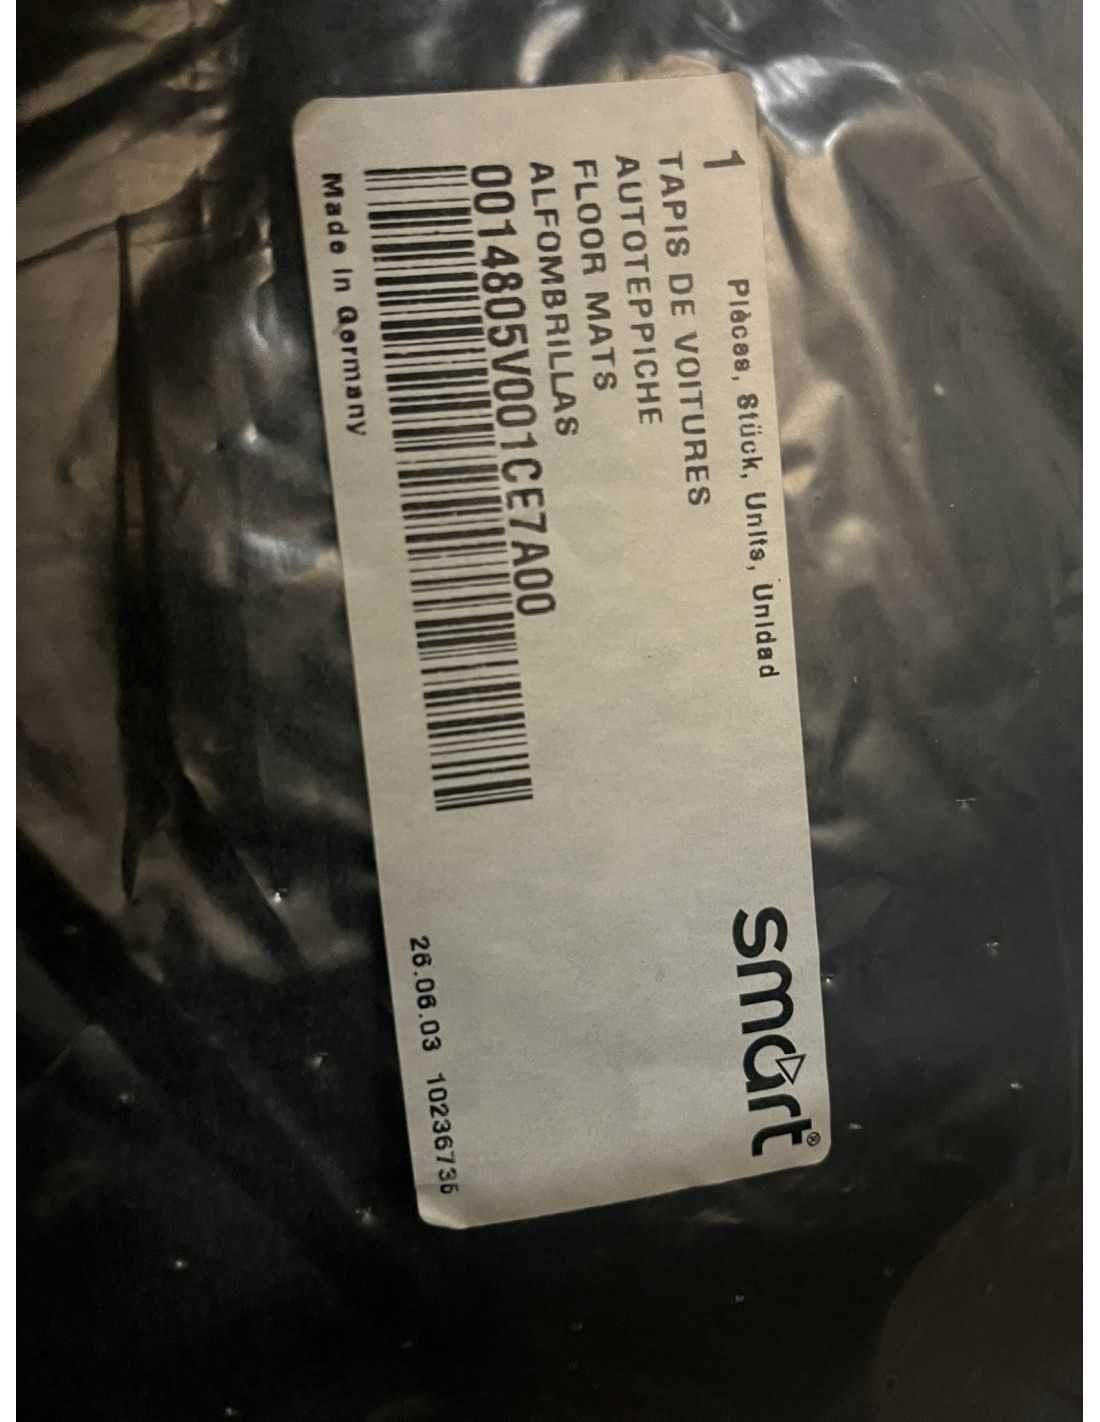 1 Pièces, Stück, Units, Unidad
smart®
TAPIS DE VOITURES
AUTOTEPPICHE
FLOOR MATS
ALFOMBRILLAS
0014805V001CE7A00
Made in Germany
26.06.03 10236735